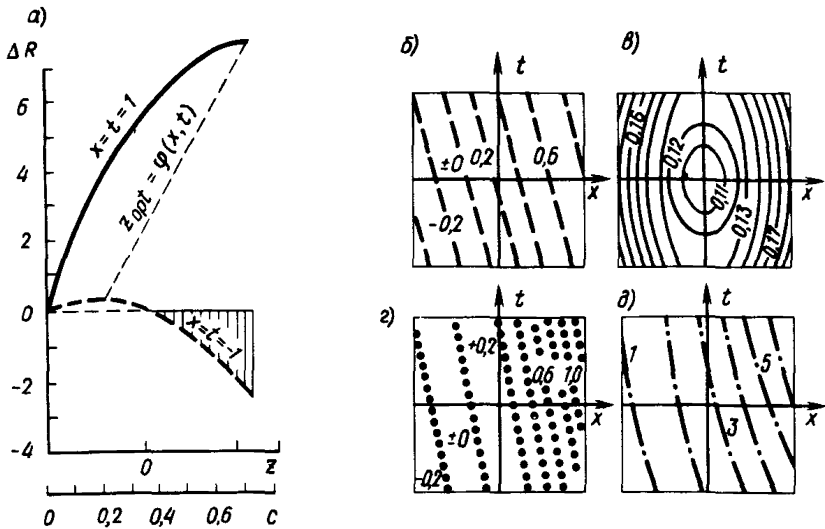 а)
ΔR
6
4
2
0
-2
-4
x=t=1
z opt = φ(x,t)
x=t=-1
0
z
0 0,2 0,4 0,6 c
б)
t
±0 0,2 0,6
x
-0,2
в)
t
0,16
0,12
0,11
x
0,13
0,17
г)
t
+0,2
0,6 1,0
x
±0
-0,2
д)
t
1
5
x
3